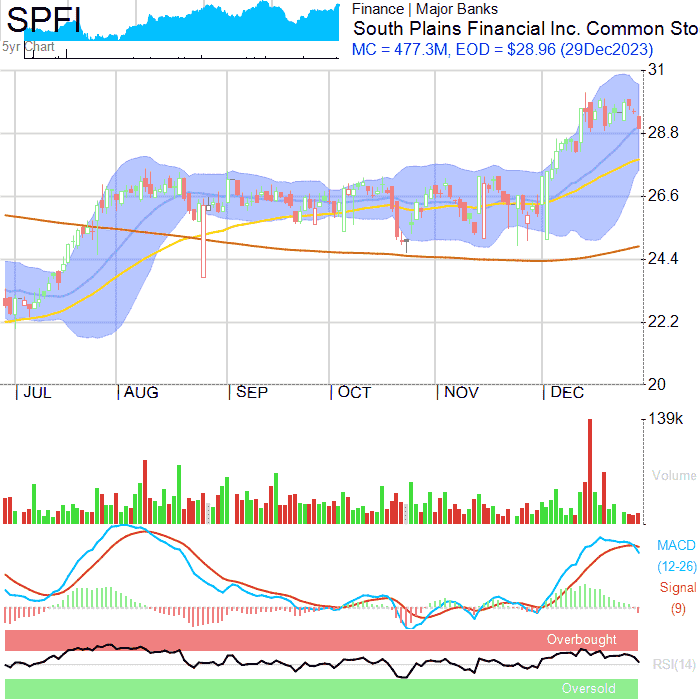 SPFI
5yr Chart
Finance | Major Banks
South Plains Financial Inc. Common Sto
MC = 477.3M, EOD = $28.96 (29Dec2023)
31
28.8
26.6
24.4
22.2
20
JUL AUG SEP OCT NOV DEC
139k
Volume
MACD
(12-26)
Signal
(9)
Overbought
RSI(14)
Oversold